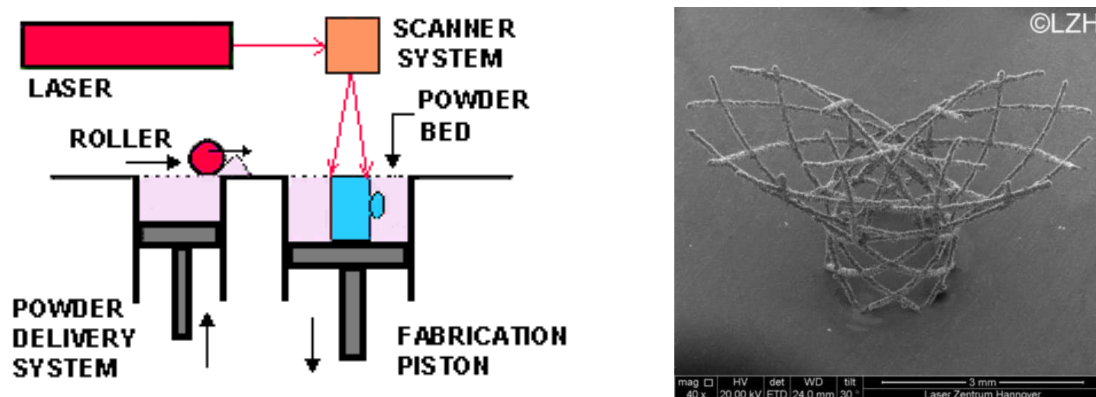 LASER
SCANNER
SYSTEM
POWDER
BED
ROLLER
POWDER
DELIVERY
SYSTEM
FABRICATION
PISTON
©LZH
mag HV det WD tilt 3 mm
40 x 20.00 kV ETD 24.0 mm 30° Laser Zentrum Hannover